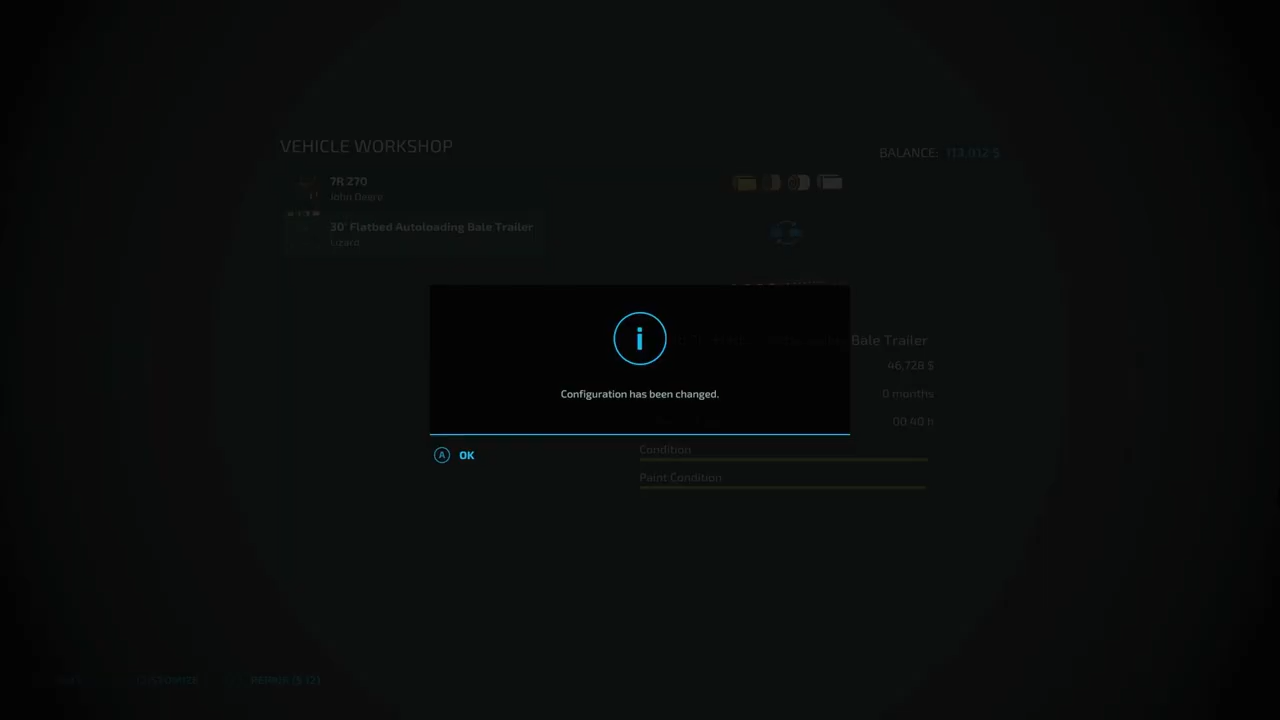 VEHICLE WORKSHOP
BALANCE:
7R 270
John Deere
30' Flatbed Autoloading Bale Trailer
Lizard
Bale Trailer
46,728 $
Configuration has been changed.
0 months
00:40 h
A OK
Condition
Paint Condition
CUSTOMIZE